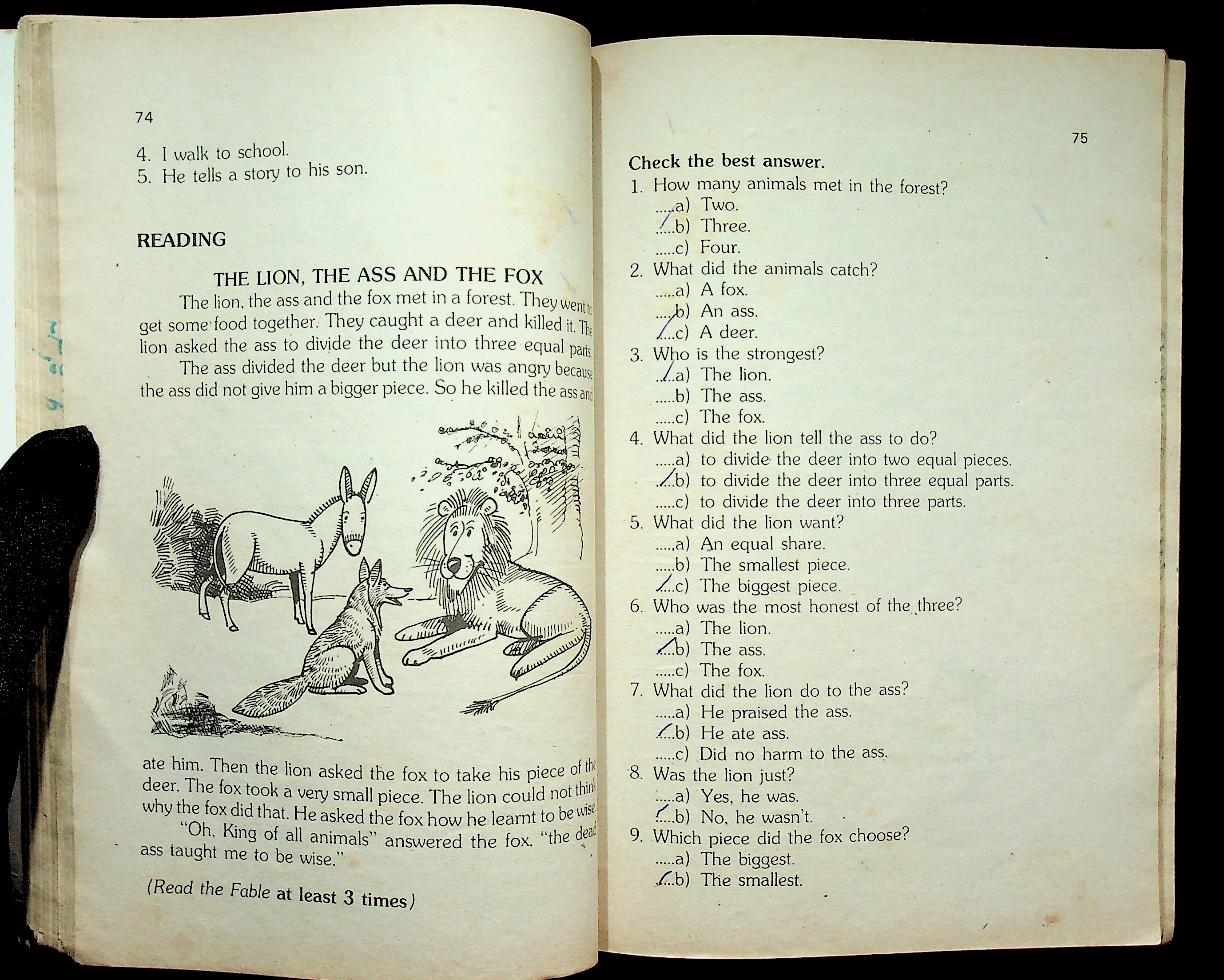 74
4. I walk to school.
5. He tells a story to his son.
READING
THE LION, THE ASS AND THE FOX
The lion, the ass and the fox met in a forest. They went to
get some food together. They caught a deer and killed it. The
lion asked the ass to divide the deer into three equal parts.
The ass divided the deer but the lion was angry because
the ass did not give him a bigger piece. So he killed the ass and
ate him. Then the lion asked the fox to take his piece of the
deer. The fox took a very small piece. The lion could not think
why the fox did that. He asked the fox how he learnt to be wise.
"Oh, King of all animals" answered the fox. "the dead
ass taught me to be wise."
(Read the Fable at least 3 times)
75
Check the best answer.
1. How many animals met in the forest?
.....a) Two.
.....b) Three.
.....c) Four.
2. What did the animals catch?
.....a) A fox.
.....b) An ass.
.....c) A deer.
3. Who is the strongest?
.....a) The lion.
.....b) The ass.
.....c) The fox.
4. What did the lion tell the ass to do?
.....a) to divide the deer into two equal pieces.
.....b) to divide the deer into three equal parts.
.....c) to divide the deer into three parts.
5. What did the lion want?
.....a) An equal share.
.....b) The smallest piece.
.....c) The biggest piece.
6. Who was the most honest of the three?
.....a) The lion.
.....b) The ass.
.....c) The fox.
7. What did the lion do to the ass?
.....a) He praised the ass.
.....b) He ate ass.
.....c) Did no harm to the ass.
8. Was the lion just?
.....a) Yes, he was.
.....b) No, he wasn't.
9. Which piece did the fox choose?
.....a) The biggest.
.....b) The smallest.